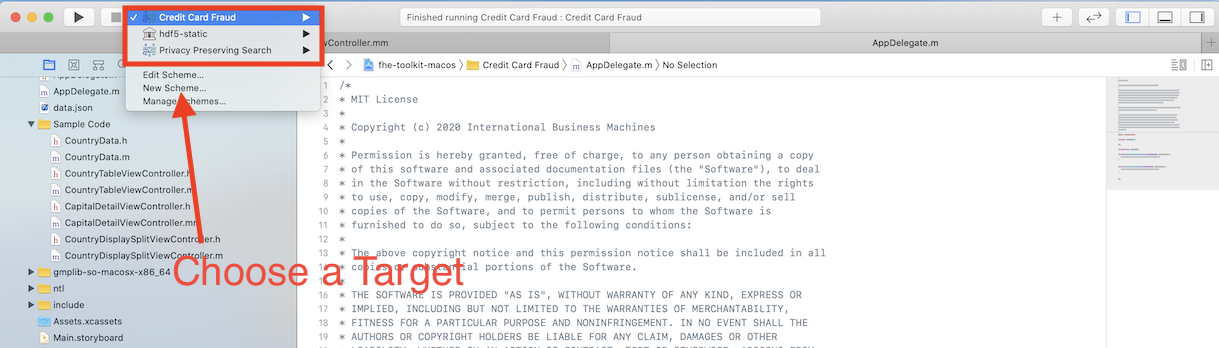 Credit Card Fraud
hdf5-static
Privacy Preserving Search
Edit Scheme...
New Scheme...
Manage Schemes...
Finished running Credit Card Fraud : Credit Card Fraud
wController.mm
AppDelegate.m
fhe-toolkit-macos
Credit Card Fraud
AppDelegate.m
No Selection
AppDelegate.m
data.json
Sample Code
CountryData.h
CountryData.m
CountryTableViewController.h
CountryTableViewController.m
CapitalDetailViewController.h
CapitalDetailViewController.mm
CountryDisplaySplitViewController.h
CountryDisplaySplitViewController.m
gmplib-so-macosx-x86_64
ntl
include
Assets.xcassets
Main.storyboard
Choose a Target
1 /*
2 * MIT License
3 *
4 * Copyright (c) 2020 International Business Machines
5 *
6 * Permission is hereby granted, free of charge, to any person obtaining a copy
7 * of this software and associated documentation files (the "Software"), to deal
8 * in the Software without restriction, including without limitation the rights
9 * to use, copy, modify, merge, publish, distribute, sublicense, and/or sell
10 * copies of the Software, and to permit persons to whom the Software is
11 * furnished to do so, subject to the following conditions:
12 *
13 * The above copyright notice and this permission notice shall be included in all
14 * copies or substantial portions of the Software.
15 *
16 * THE SOFTWARE IS PROVIDED "AS IS", WITHOUT WARRANTY OF ANY KIND, EXPRESS OR
17 * IMPLIED, INCLUDING BUT NOT LIMITED TO THE WARRANTIES OF MERCHANTABILITY,
18 * FITNESS FOR A PARTICULAR PURPOSE AND NONINFRINGEMENT. IN NO EVENT SHALL THE
19 * AUTHORS OR COPYRIGHT HOLDERS BE LIABLE FOR ANY CLAIM, DAMAGES OR OTHER